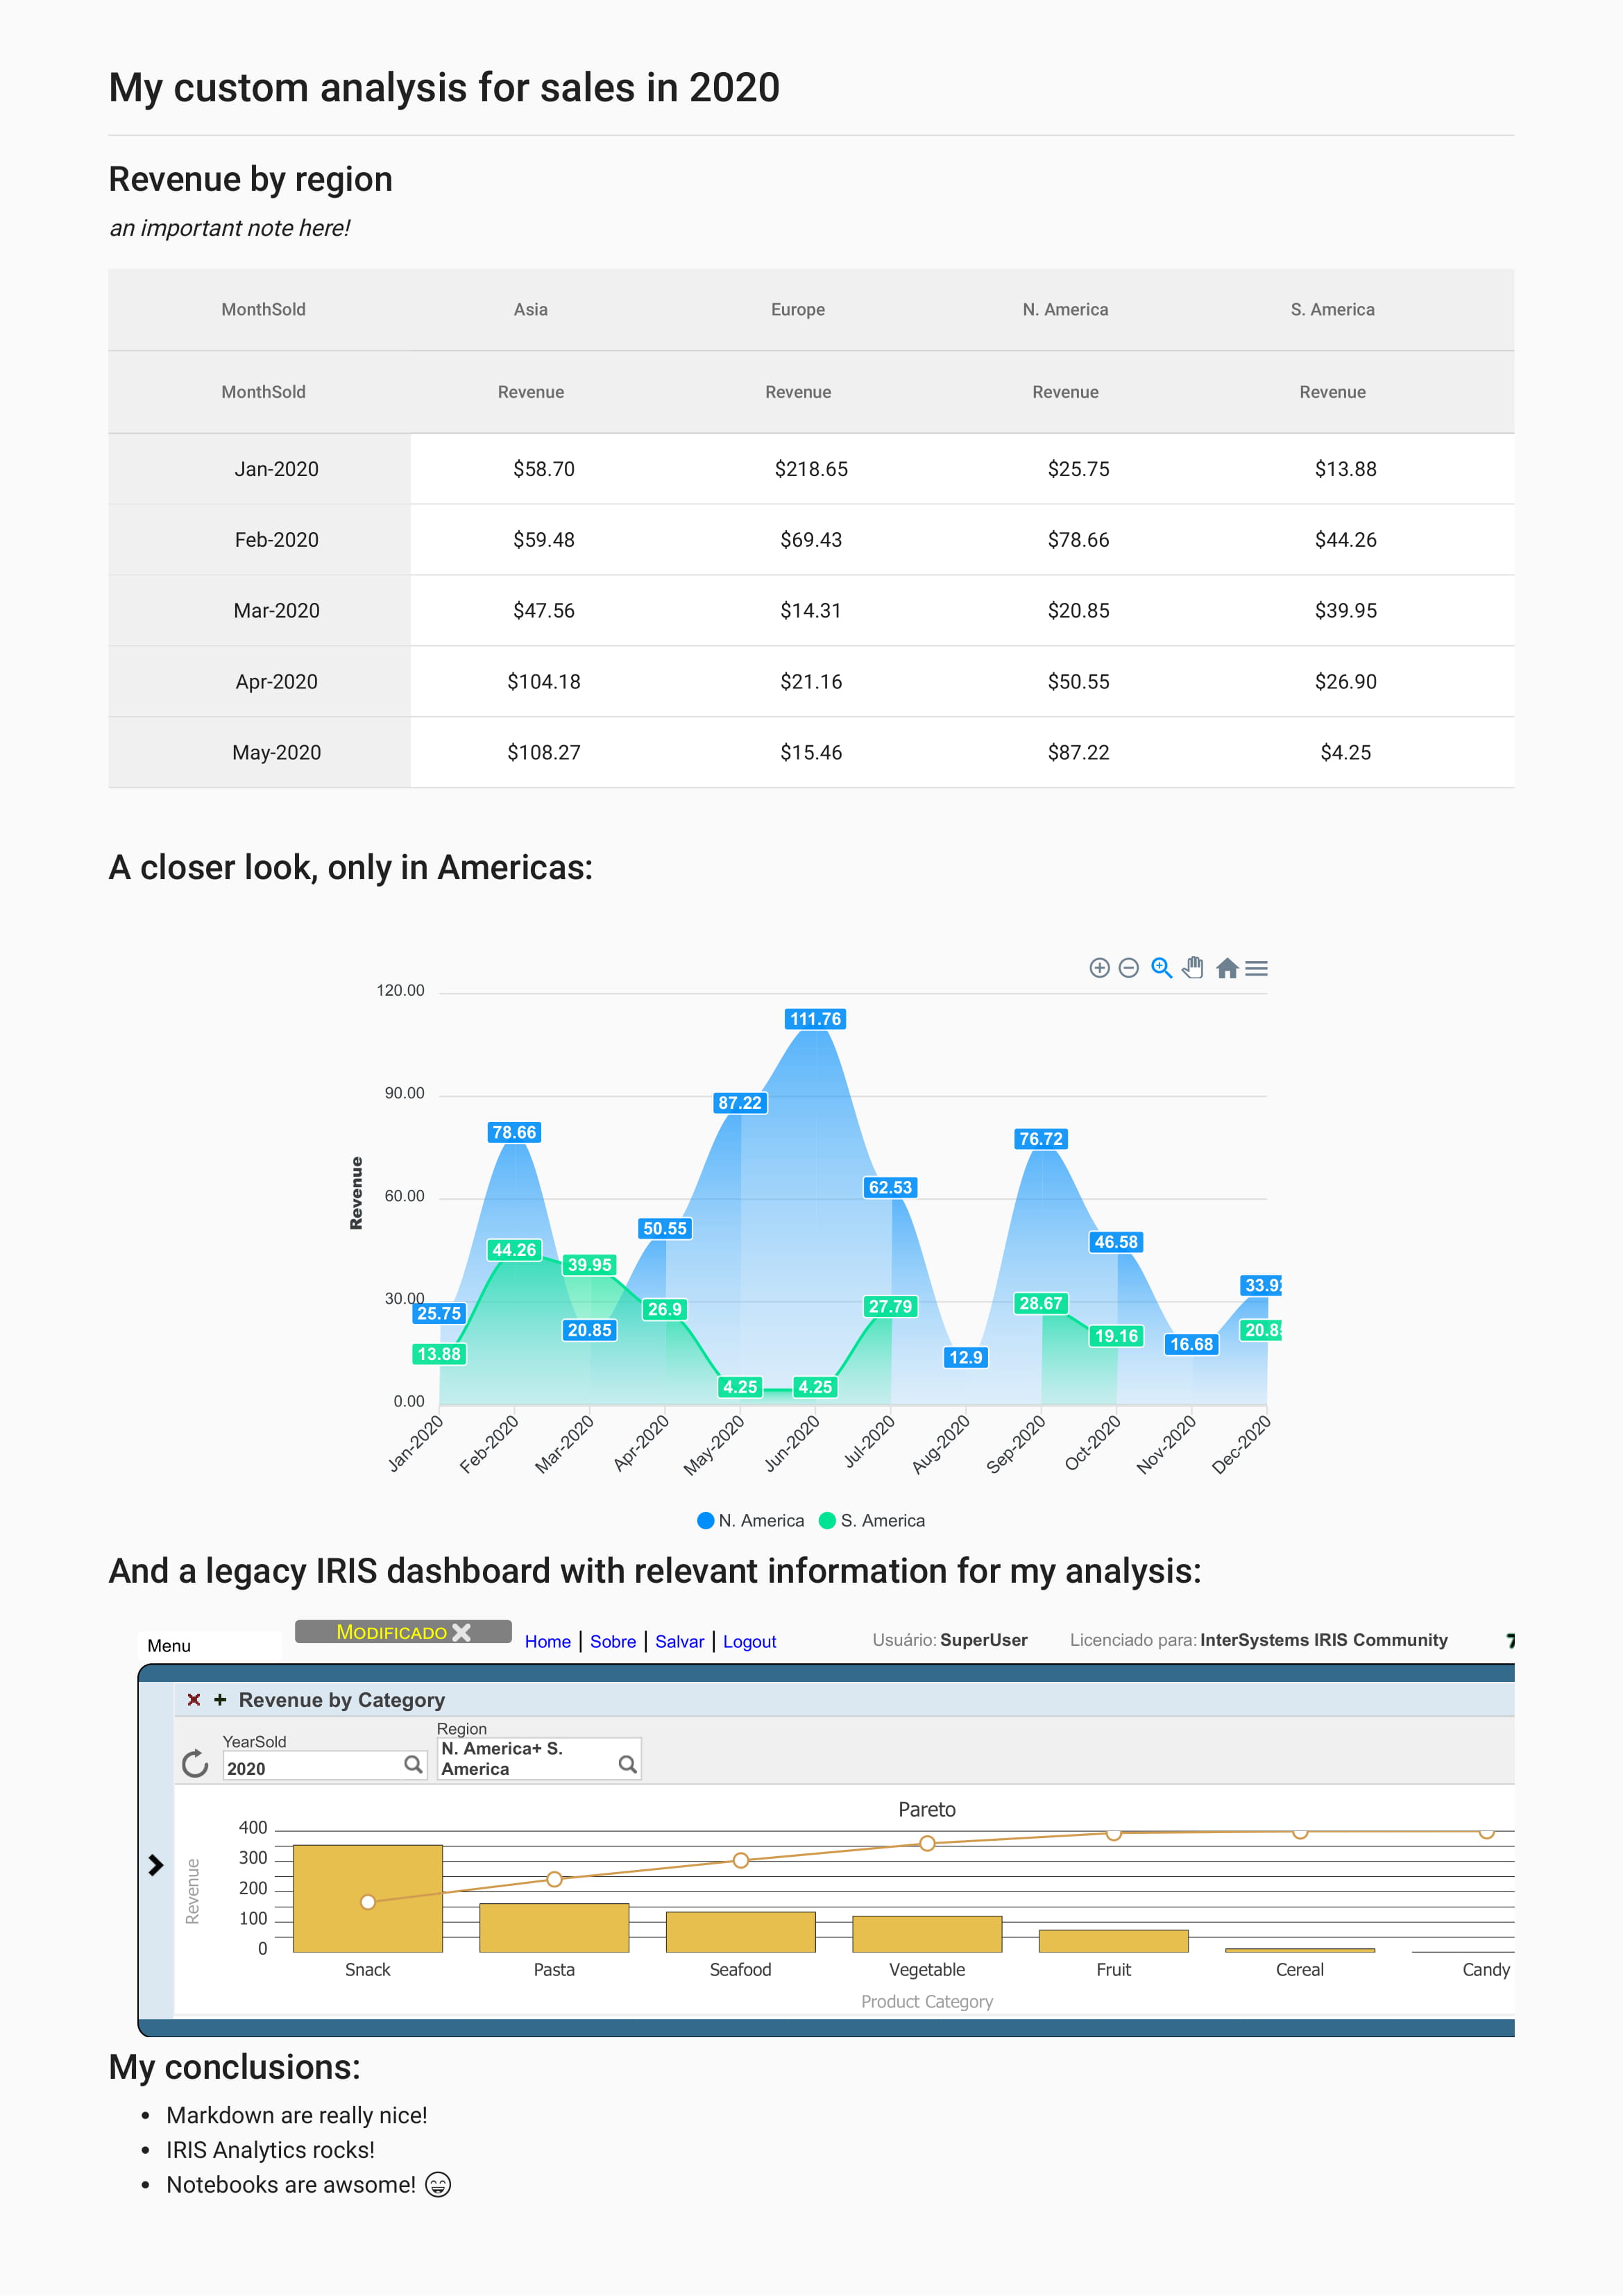 My custom analysis for sales in 2020
Revenue by region
an important note here!
MonthSold Asia Europe N. America S. America
MonthSold Revenue Revenue Revenue Revenue
Jan-2020 $58.70 $218.65 $25.75 $13.88
Feb-2020 $59.48 $69.43 $78.66 $44.26
Mar-2020 $47.56 $14.31 $20.85 $39.95
Apr-2020 $104.18 $21.16 $50.55 $26.90
May-2020 $108.27 $15.46 $87.22 $4.25
A closer look, only in Americas:
120.00
111.76
90.00
87.22
78.66
76.72
62.53
60.00
Revenue
50.55
46.58
44.26
39.95
33.9
30.00
25.75
20.85
26.9
27.79
28.67
19.16
20.8
16.68
13.88
12.9
4.25 4.25
0.00
Jan-2020 Feb-2020 Mar-2020 Apr-2020 May-2020 Jun-2020 Jul-2020 Aug-2020 Sep-2020 Oct-2020 Nov-2020 Dec-2020
N. America S. America
And a legacy IRIS dashboard with relevant information for my analysis:
Menu MODIFICADO Home | Sobre | Salvar | Logout Usuário: SuperUser Licenciado para: InterSystems IRIS Community
Revenue by Category
YearSold Region
2020 N. America+ S.
America
Pareto
400
300
200
100
0
Revenue
Snack Pasta Seafood Vegetable Fruit Cereal Candy
Product Category
My conclusions:
• Markdown are really nice!
• IRIS Analytics rocks!
• Notebooks are awsome! 😄